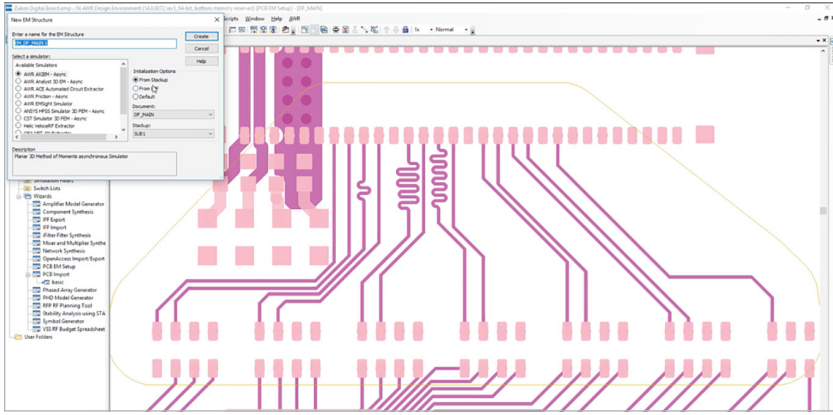 Zuken Digital Board.emp - NI AWR Design Environment (14.0.9072 rev1, 64-bit, bottom memory reserved) - [PCB EM Setup] - [DF_MAIN]
Scripts Window Help AWR
1x Normal
New EM Structure
Enter a name for the EM Structure
EM_DF_MAIN 1
Create
Cancel
Help
Select a simulator:
Available Simulators
AWR AXIEM - Async
AWR Analyst 3D EM - Async
AWR ACE Automated Circuit Extractor
AWR Friction - Async
AWR EMSight Simulator
ANSYS HFSS Simulator 3D FEM - Async
CST Simulator 3D FEM - Async
Helic VeloceRF Extractor
Initialization Options
From Stackup
Default
Document:
DF_MAIN
Stackup:
SUB1
Description
Planar 3D Method of Moments asynchronous Simulator
Switch Lists
Wizards
Amplifier Model Generator
Component Synthesis
IFF Export
IFF Import
iFilter Filter Synthesis
Mixer and Multiplier Synthe
Network Synthesis
OpenAccess Import/Export
PCB EM Setup
PCB Import
basic
Phased Array Generator
PHD Model Generator
RFP RF Planning Tool
Stability Analysis using STA
Symbol Generator
VSS RF Budget Spreadsheet
User Folders